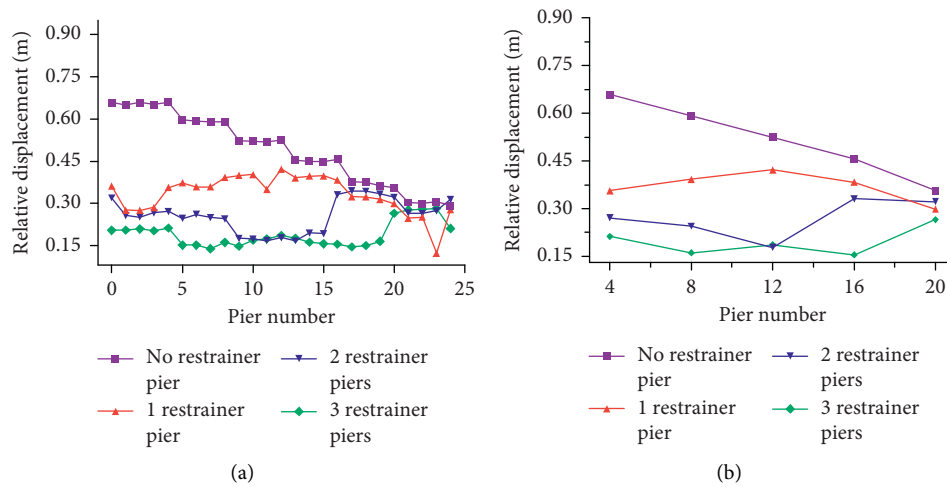 Relative displacement (m)
0.90
0.75
0.60
0.45
0.30
0.15
0 5 10 15 20 25
Pier number
No restrainer pier
1 restrainer pier
2 restrainer piers
3 restrainer piers
(a)
Relative displacement (m)
0.90
0.75
0.60
0.45
0.30
0.15
4 8 12 16 20
Pier number
No restrainer pier
1 restrainer pier
2 restrainer piers
3 restrainer piers
(b)